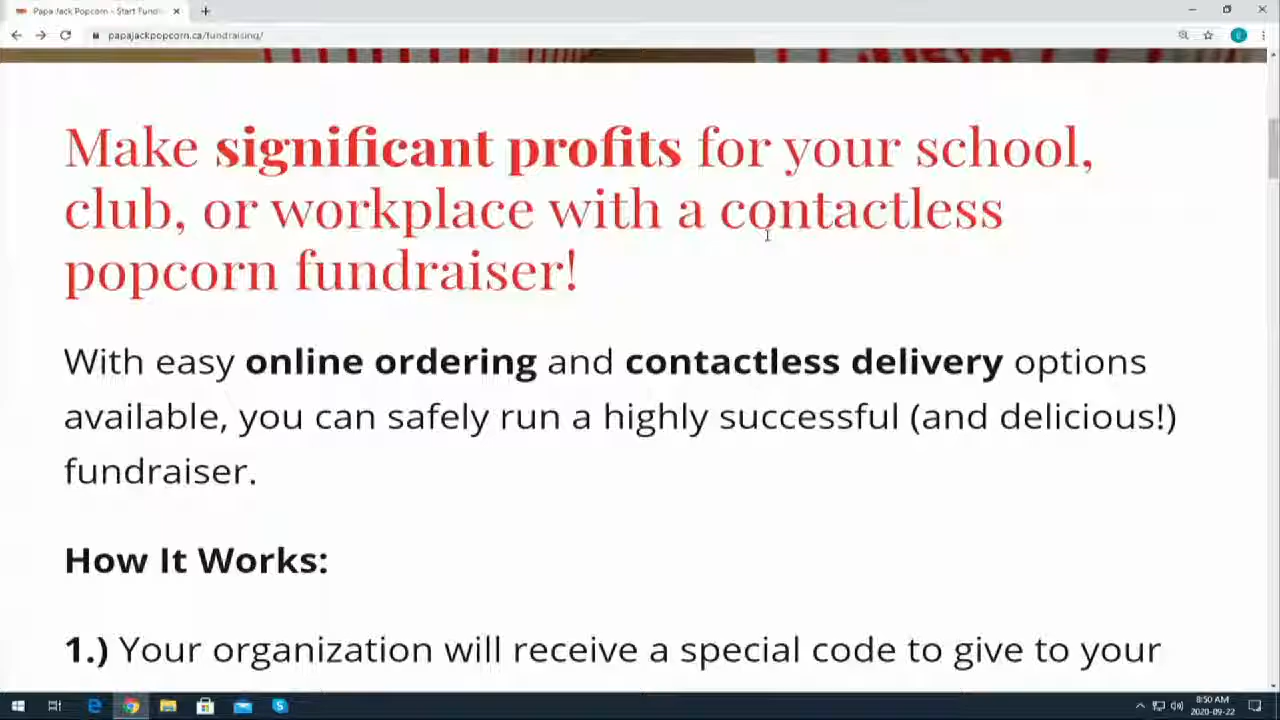 Papa Jack Popcorn - Start Fund
papajackpopcorn.ca/fundraising/
Make significant profits for your school,
club, or workplace with a contactless
popcorn fundraiser!
With easy online ordering and contactless delivery options
available, you can safely run a highly successful (and delicious!)
fundraiser.
How It Works:
1.) Your organization will receive a special code to give to your
8:50 AM
2020-09-22